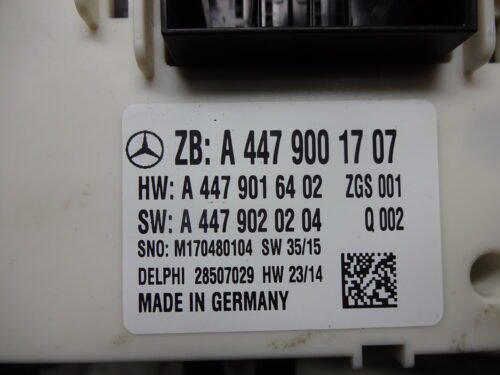 ZB: A 447 900 17 07
HW: A 447 901 64 02 ZGS 001
SW: A 447 902 02 04 Q 002
SNO: M170480104 SW 35/15
DELPHI 28507029 HW 23/14
MADE IN GERMANY